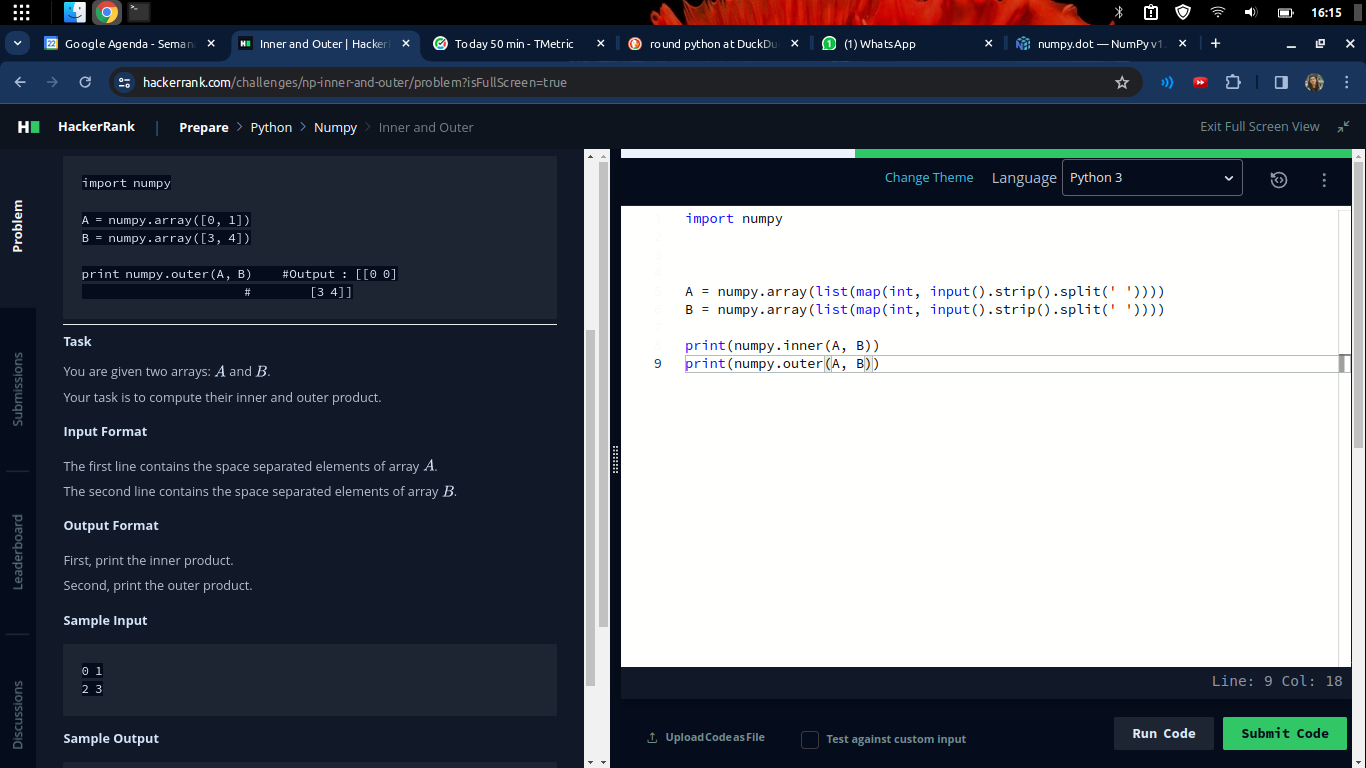 16:15
Google Agenda - Seman
Inner and Outer | Hacker
Today 50 min - TMetric
round python at DuckDu
(1) WhatsApp
numpy.dot — NumPy v1.
hackerrank.com/challenges/np-inner-and-outer/problem?isFullScreen=true
HackerRank | Prepare > Python > Numpy > Inner and Outer
Exit Full Screen View
Problem
Submissions
Leaderboard
Discussions
import numpy
A = numpy.array([0, 1])
B = numpy.array([3, 4])
print numpy.outer(A, B)    #Output : [[0 0]
#        [3 4]]
Task
You are given two arrays: A and B.
Your task is to compute their inner and outer product.
Input Format
The first line contains the space separated elements of array A.
The second line contains the space separated elements of array B.
Output Format
First, print the inner product.
Second, print the outer product.
Sample Input
0 1
2 3
Sample Output
Change Theme
Language
Python 3
import numpy
A = numpy.array(list(map(int, input().strip().split(' '))))
B = numpy.array(list(map(int, input().strip().split(' '))))
print(numpy.inner(A, B))
9 print(numpy.outer(A, B))
Line: 9 Col: 18
Upload Code as File
Test against custom input
Run Code
Submit Code